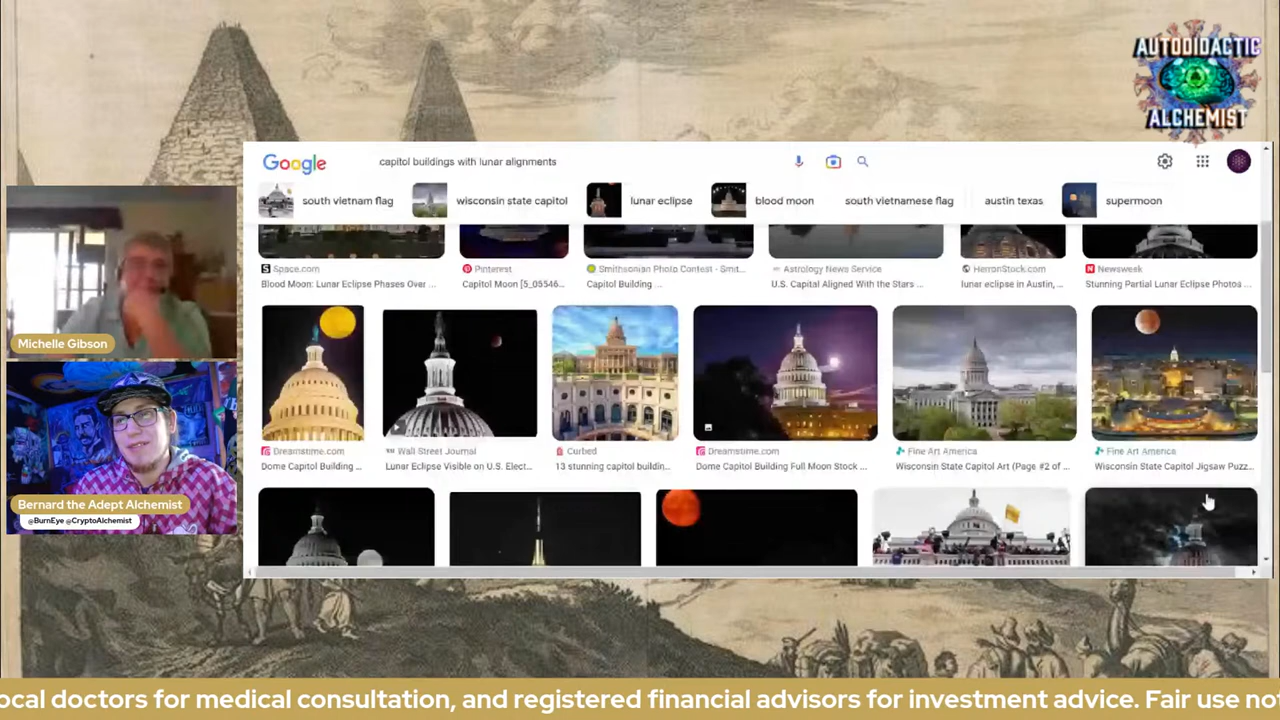 AUTODIDACTIC
ALCHEMIST
Google
capitol buildings with lunar alignments
south vietnam flag
wisconsin state capitol
lunar eclipse
blood moon
south vietnamese flag
austin texas
supermoon
Space.com
Blood Moon: Lunar Eclipse Phases Over ...
Pinterest
Capitol Moon [5_05546...
Smithsonian Photo Contest - Smit...
Capitol Building ...
Astrology News Service
U.S. Capitol Aligned With the Stars ...
HerronStock.com
lunar eclipse in Austin, ...
Newsweek
Stunning Partial Lunar Eclipse Photos ...
Dreamstime.com
Dome Capitol Building ...
Wall Street Journal
Lunar Eclipse Visible on U.S. Elect...
Curbed
13 stunning capitol buildin...
Dreamstime.com
Dome Capitol Building Full Moon Stock ...
Fine Art America
Wisconsin State Capitol Art (Page #2 of ...
Fine Art America
Wisconsin State Capitol Jigsaw Puzz...
Michelle Gibson
Bernard the Adept Alchemist
@BurnEye @CryptoAlchemist
ocal doctors for medical consultation, and registered financial advisors for investment advice. Fair use no